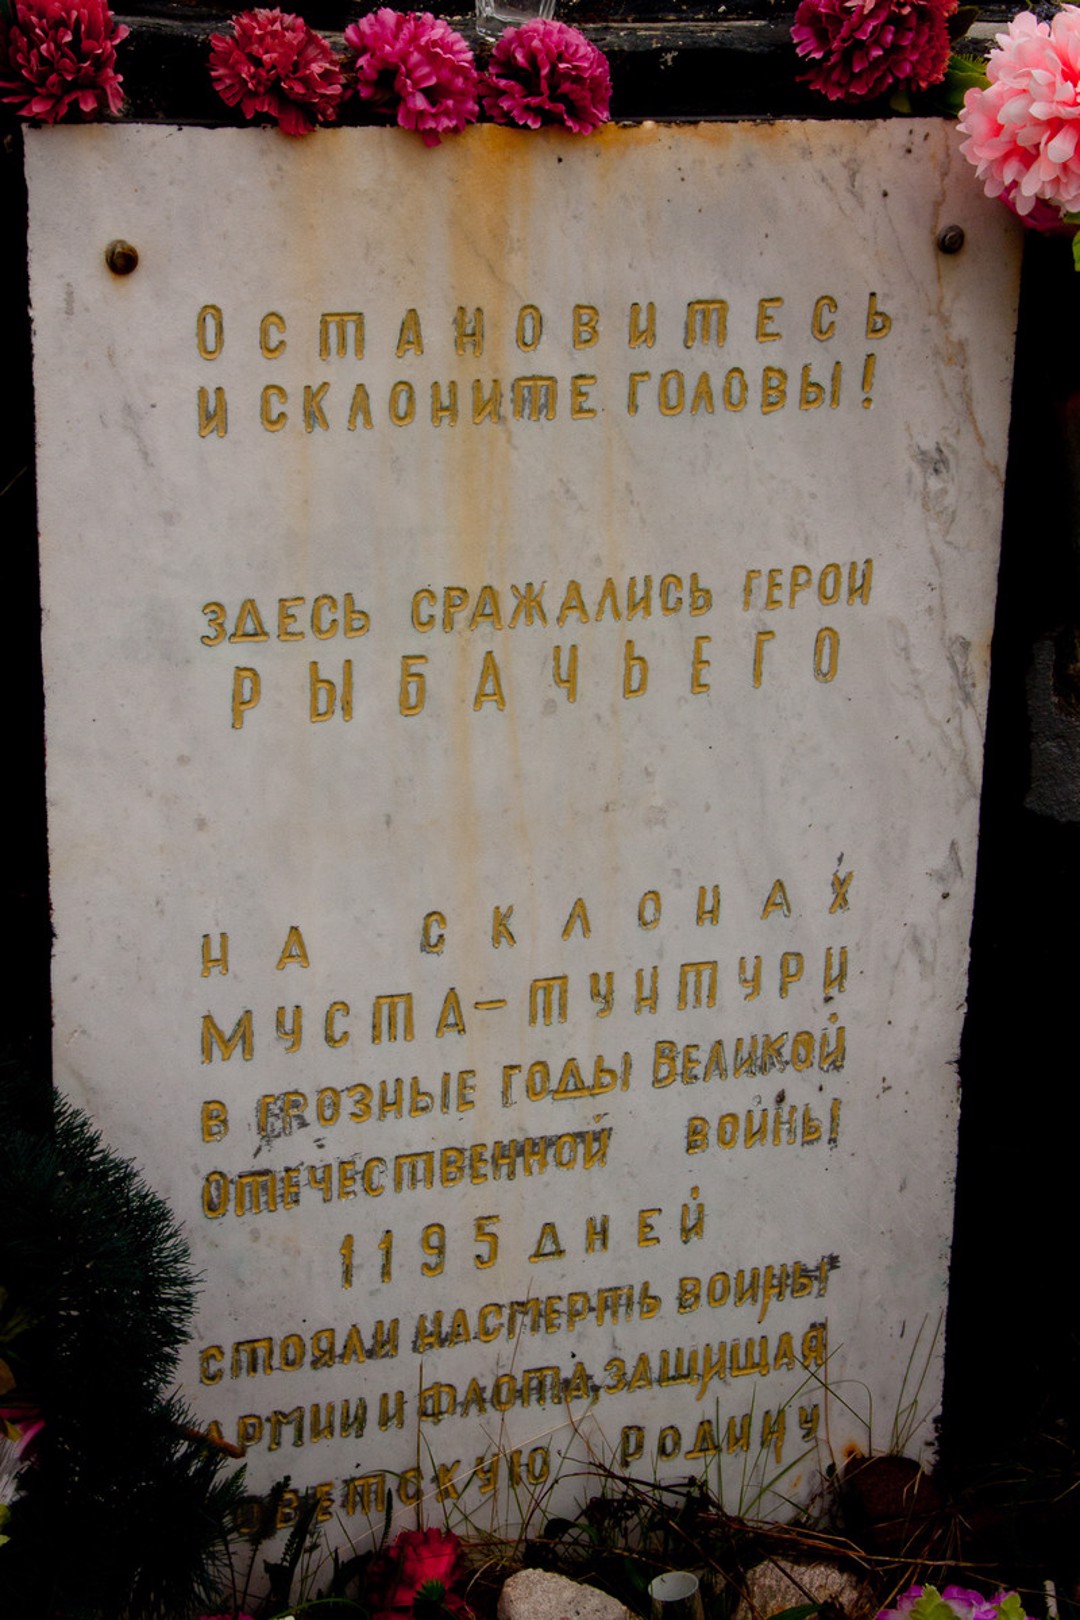 Остановитесь
и склоните головы!
здесь сражались герои
Рыбачьего
на склонах
Муста-Тунтури
в грозные годы Великой
Отечественной войны
1195 дней
стояли насмерть воины
армии и флота, защищая
советскую Родину